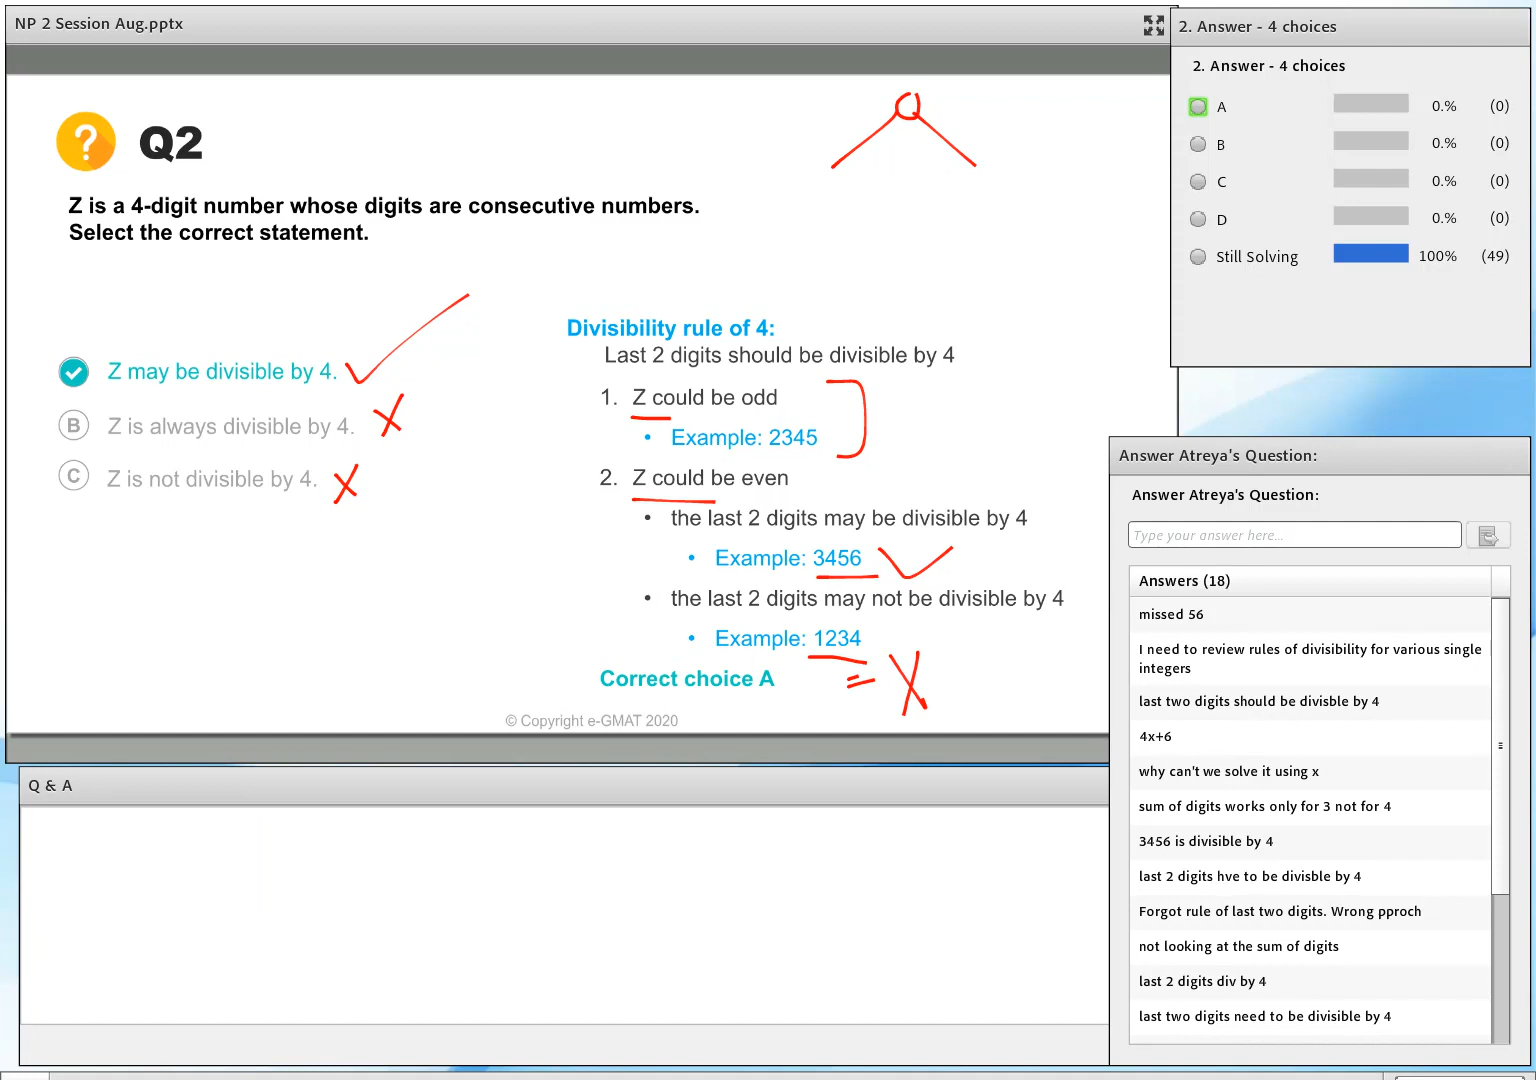 NP 2 Session Aug.pptx
?
Q2
Z is a 4-digit number whose digits are consecutive numbers.
Select the correct statement.
Z may be divisible by 4.
B Z is always divisible by 4.
C Z is not divisible by 4.
Divisibility rule of 4:
Last 2 digits should be divisible by 4
1. Z could be odd
• Example: 2345
2. Z could be even
• the last 2 digits may be divisible by 4
• Example: 3456
• the last 2 digits may not be divisible by 4
• Example: 1234
Correct choice A
© Copyright e-GMAT 2020
2. Answer - 4 choices
2. Answer - 4 choices
A 0.% (0)
B 0.% (0)
C 0.% (0)
D 0.% (0)
Still Solving 100% (49)
Answer Atreya's Question:
Answer Atreya's Question:
Type your answer here...
Answers (18)
missed 56
I need to review rules of divisibility for various single
integers
last two digits should be divisble by 4
4x+6
why can't we solve it using x
sum of digits works only for 3 not for 4
3456 is divisible by 4
last 2 digits hve to be divisble by 4
Forgot rule of last two digits. Wrong pproch
not looking at the sum of digits
last 2 digits div by 4
last two digits need to be divisible by 4
Q & A